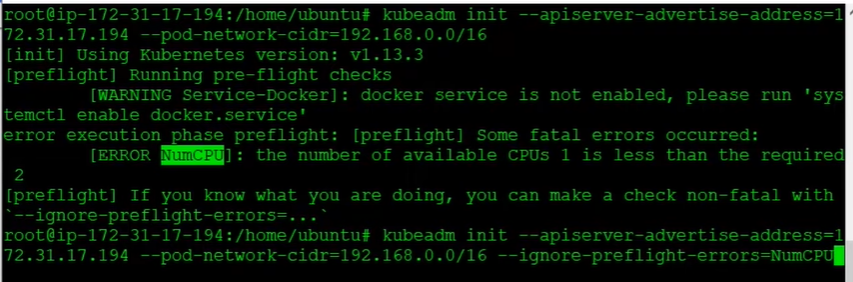 root@ip-172-31-17-194:/home/ubuntu# kubeadm init --apiserver-advertise-address=1
72.31.17.194 --pod-network-cidr=192.168.0.0/16
[init] Using Kubernetes version: v1.13.3
[preflight] Running pre-flight checks
        [WARNING Service-Docker]: docker service is not enabled, please run 'sys
temctl enable docker.service'
error execution phase preflight: [preflight] Some fatal errors occurred:
        [ERROR NumCPU]: the number of available CPUs 1 is less than the required
 2
[preflight] If you know what you are doing, you can make a check non-fatal with
`--ignore-preflight-errors=...`
root@ip-172-31-17-194:/home/ubuntu# kubeadm init --apiserver-advertise-address=1
72.31.17.194 --pod-network-cidr=192.168.0.0/16 --ignore-preflight-errors=NumCPU